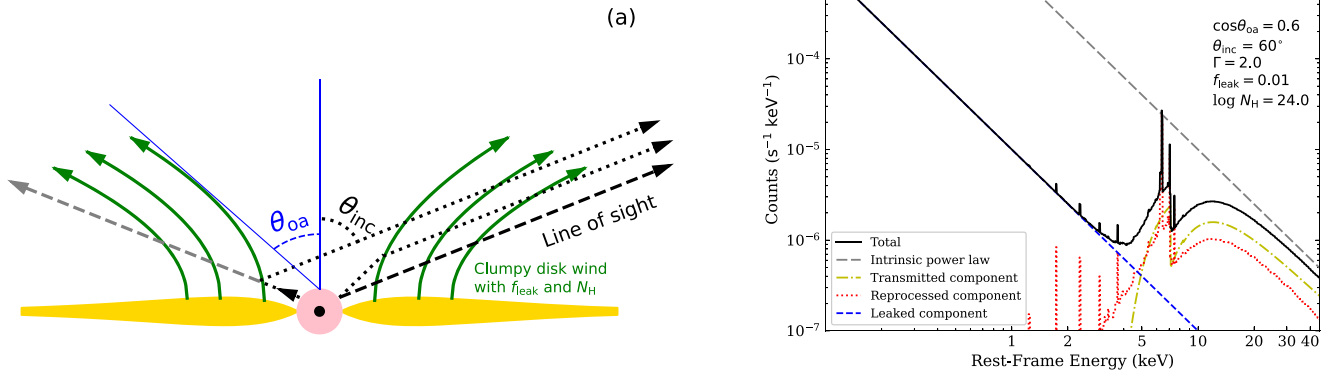 (a)
θoa
θinc
Line of sight
Clumpy disk wind
with fleak and NH
Counts (s⁻¹ keV⁻¹)
10⁻⁴
10⁻⁵
10⁻⁶
10⁻⁷
cosθoa = 0.6
θinc = 60°
Γ = 2.0
fleak = 0.01
log NH = 24.0
Total
Intrinsic power law
Transmitted component
Reprocessed component
Leaked component
1 2 5 10 20 30 40
Rest-Frame Energy (keV)